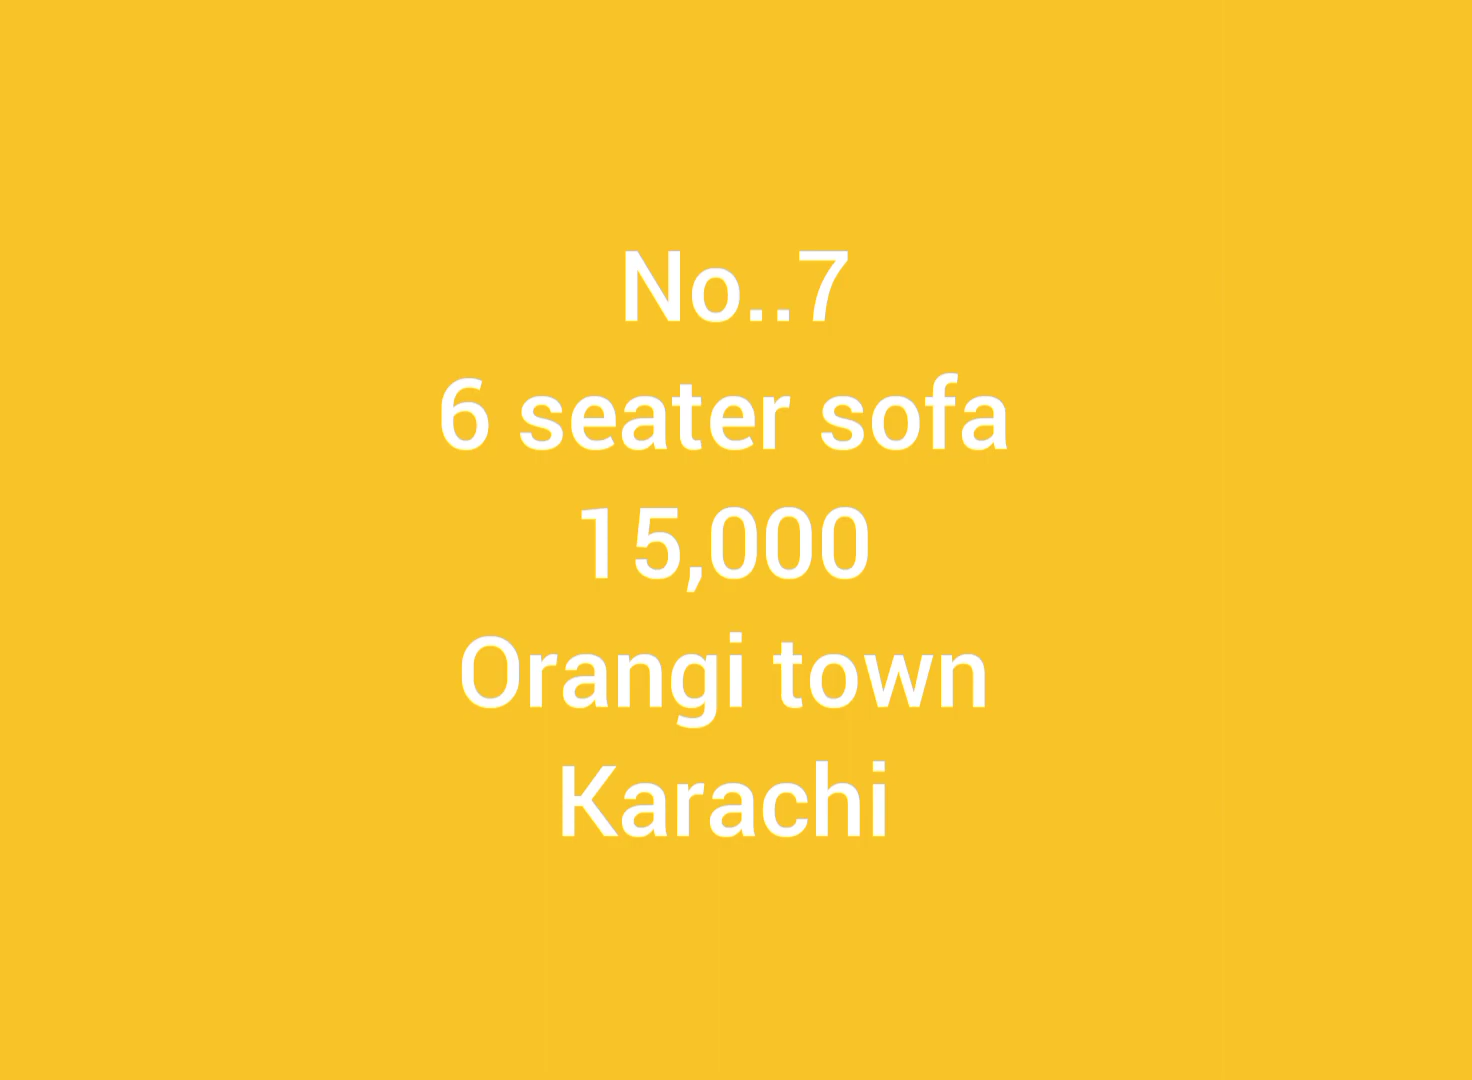 No..7
6 seater sofa
15,000
Orangi town
Karachi